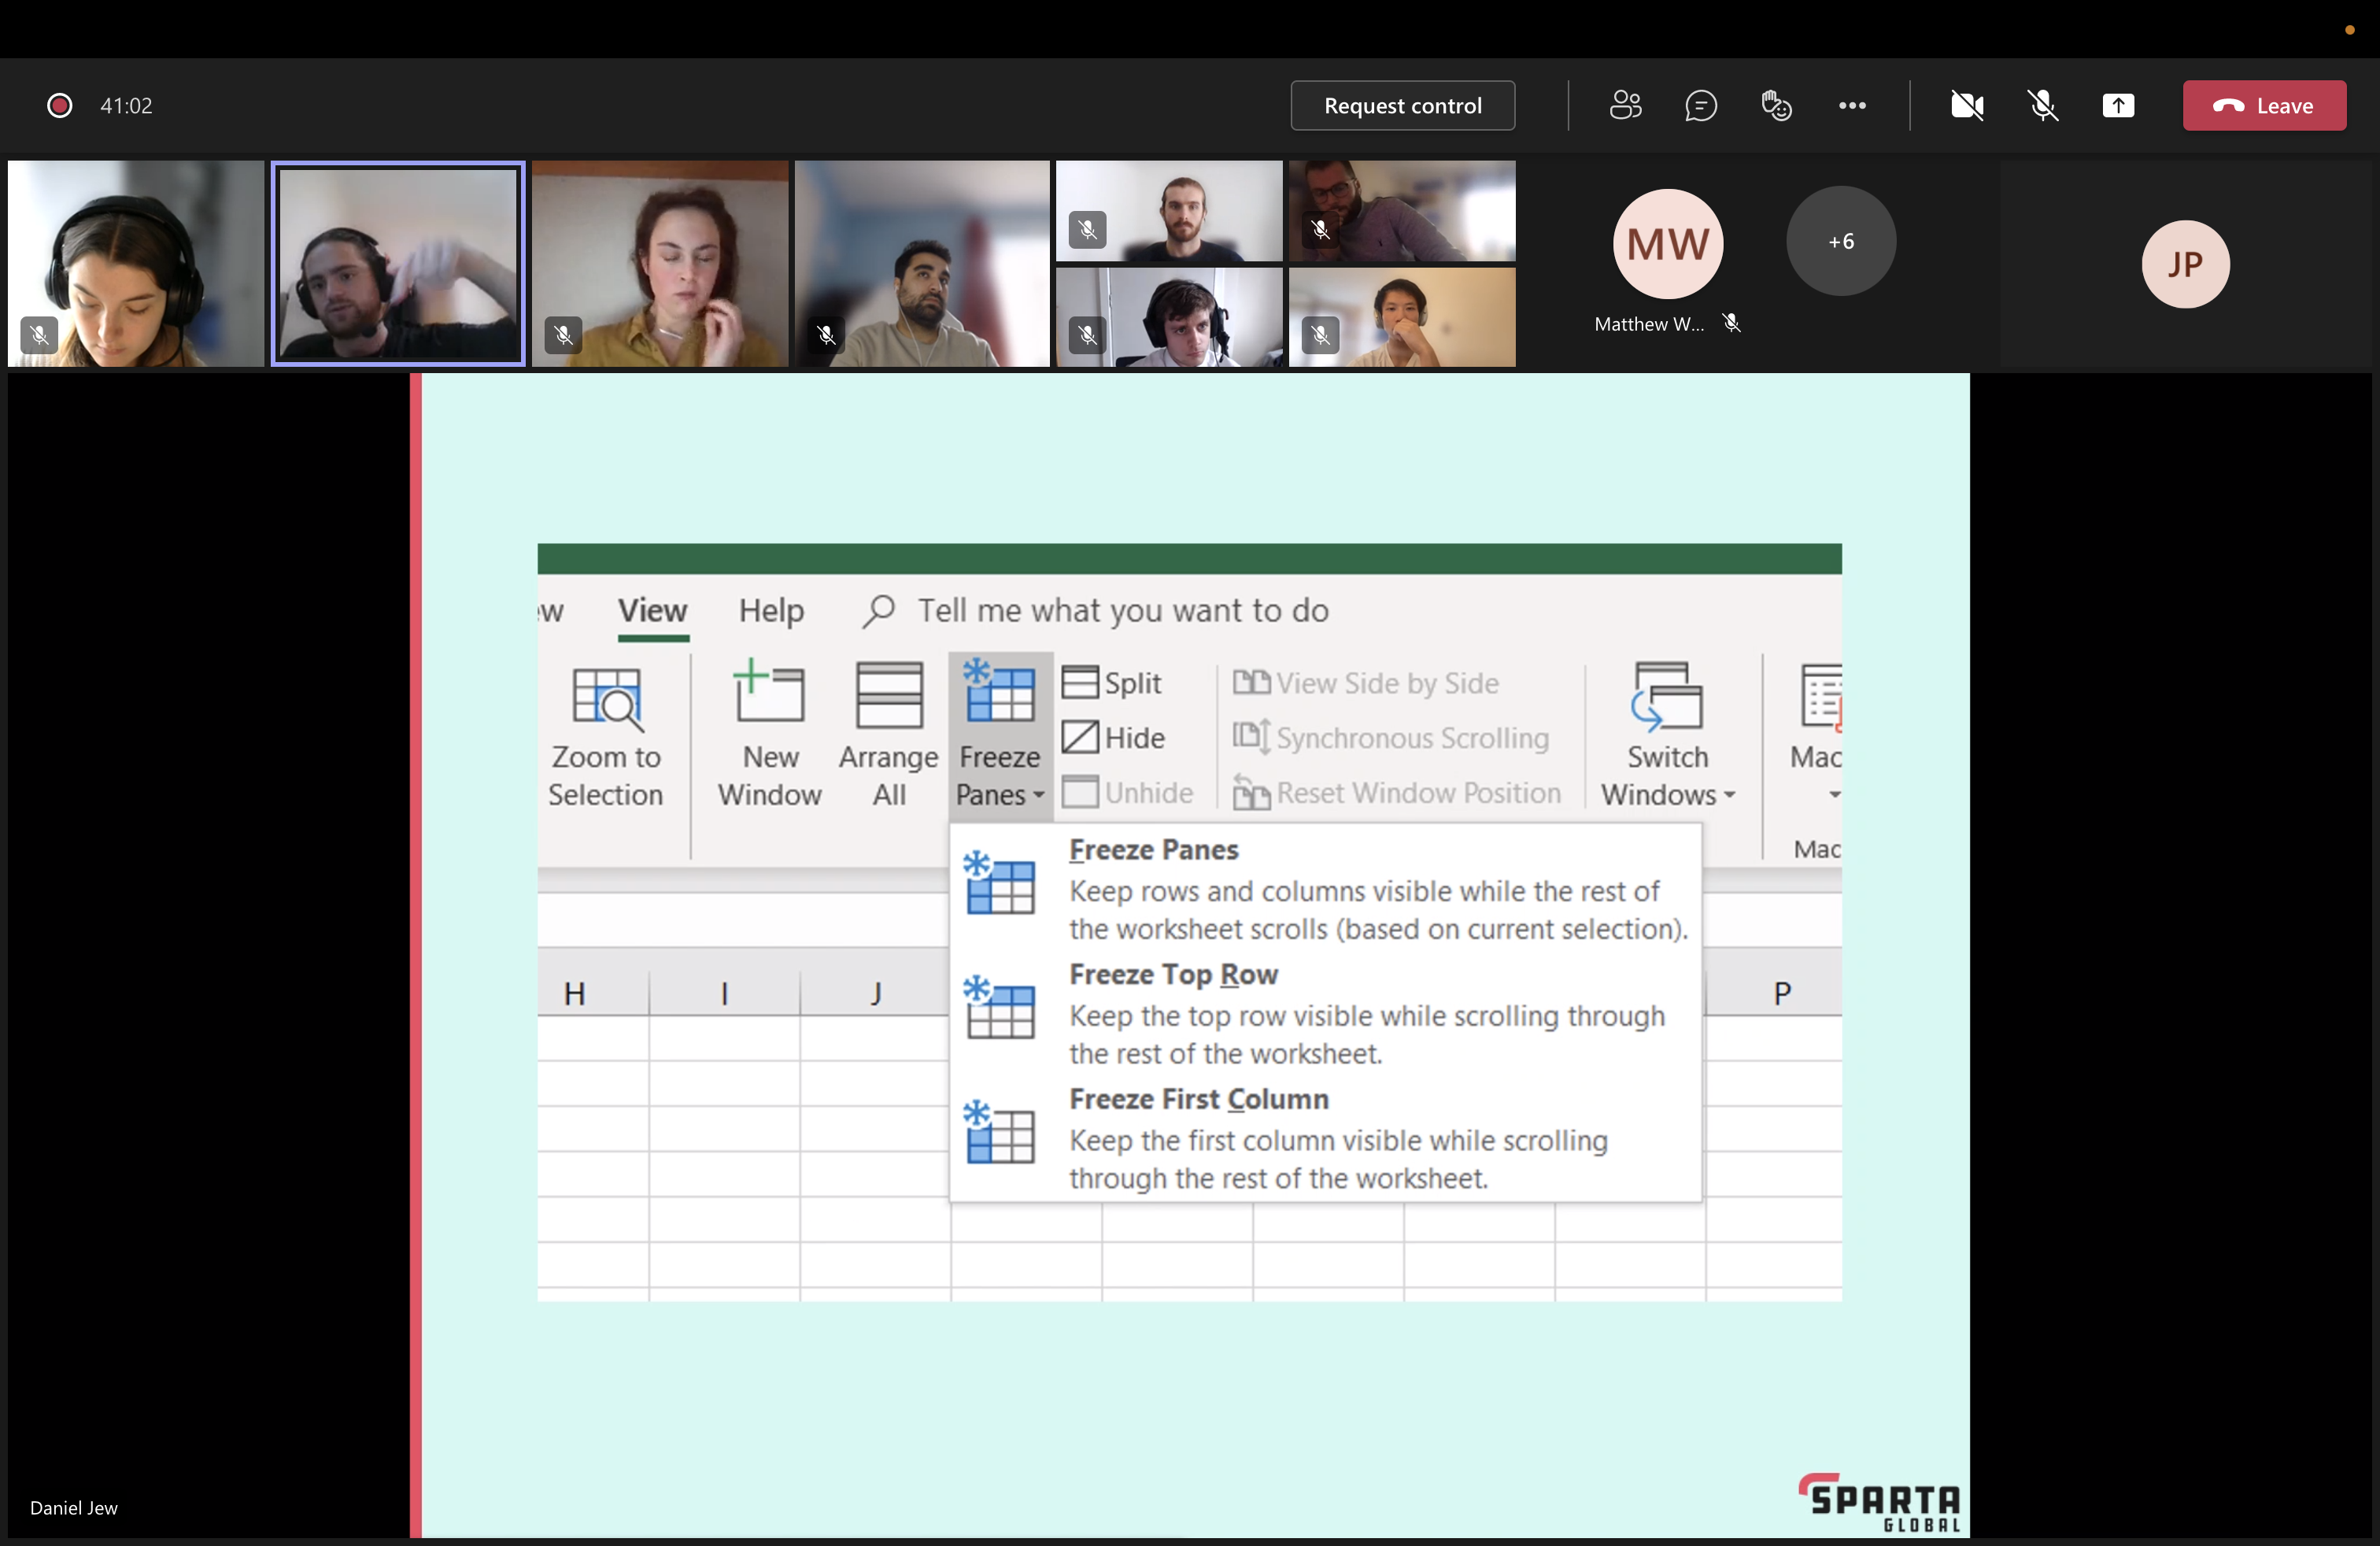 41:02
Request control
Leave
MW
+6
JP
Matthew W...
ew
View
Help
Tell me what you want to do
Zoom to
Selection
New
Window
Arrange
All
Freeze
Panes
Split
Hide
Unhide
View Side by Side
Synchronous Scrolling
Reset Window Position
Switch
Windows
Mac
Mac
Freeze Panes
Keep rows and columns visible while the rest of
the worksheet scrolls (based on current selection).
Freeze Top Row
Keep the top row visible while scrolling through
the rest of the worksheet.
Freeze First Column
Keep the first column visible while scrolling
through the rest of the worksheet.
H
I
J
P
Daniel Jew
SPARTA
GLOBAL